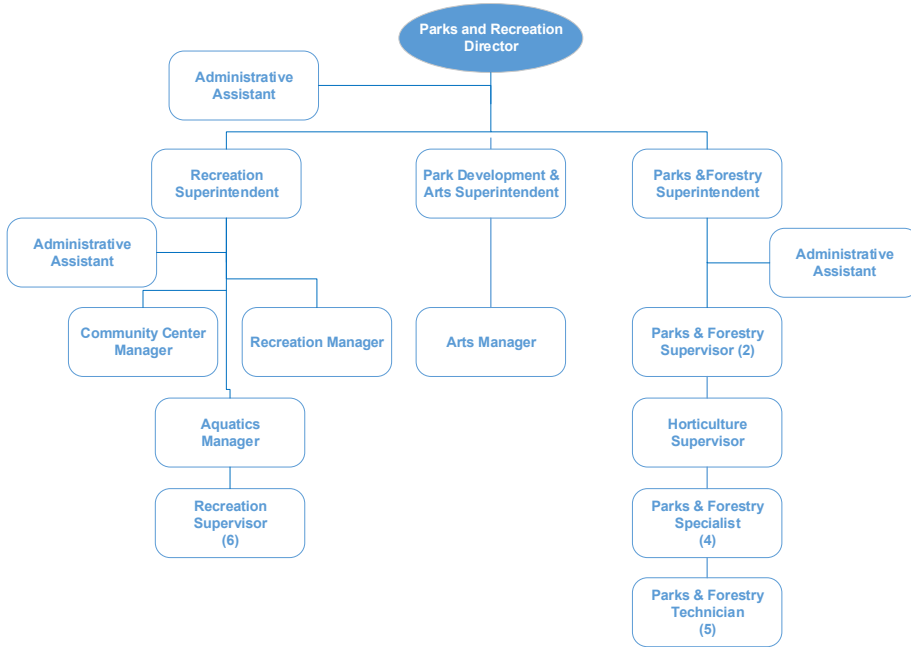 Parks and Recreation
Director
Administrative
Assistant
Recreation
Superintendent
Park Development &
Arts Superintendent
Parks &Forestry
Superintendent
Administrative
Assistant
Administrative
Assistant
Community Center
Manager
Recreation Manager
Arts Manager
Parks & Forestry
Supervisor (2)
Aquatics
Manager
Horticulture
Supervisor
Recreation
Supervisor
(6)
Parks & Forestry
Specialist
(4)
Parks & Forestry
Technician
(5)